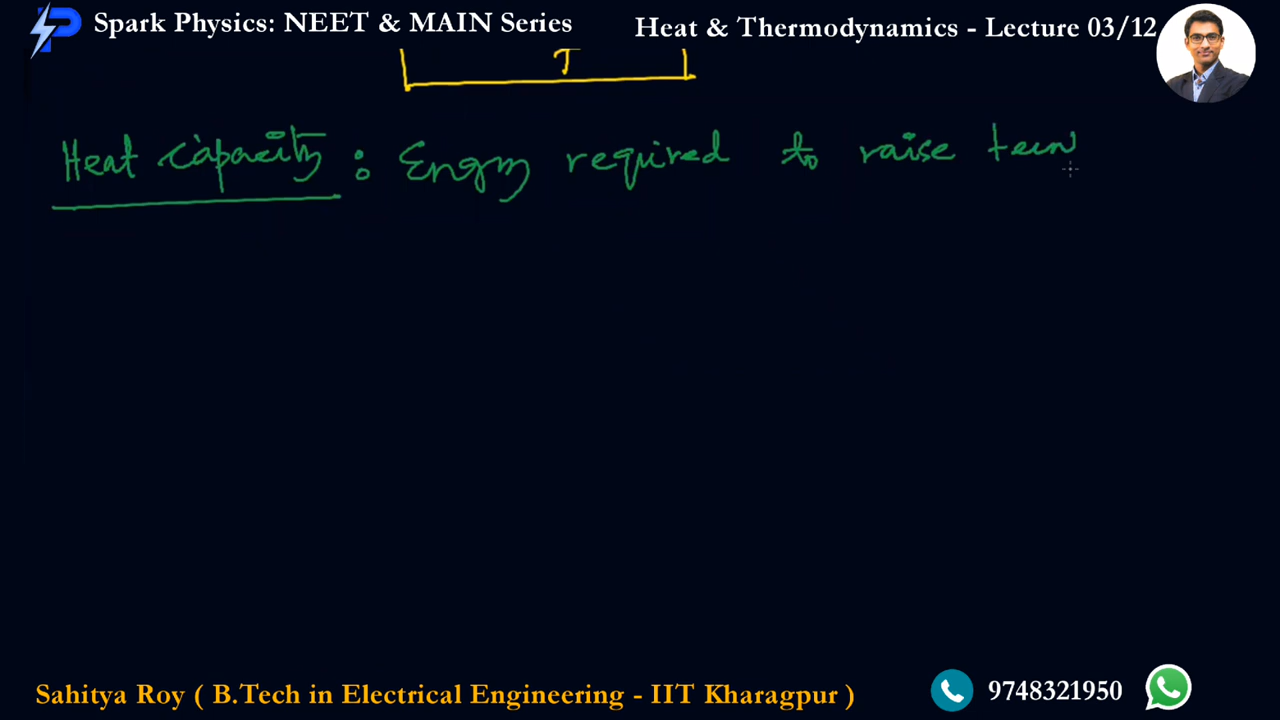 Spark Physics: NEET & MAIN Series
Heat & Thermodynamics - Lecture 03/12
T
Heat capacity : Energy required to raise tem
Sahitya Roy ( B.Tech in Electrical Engineering - IIT Kharagpur )
9748321950